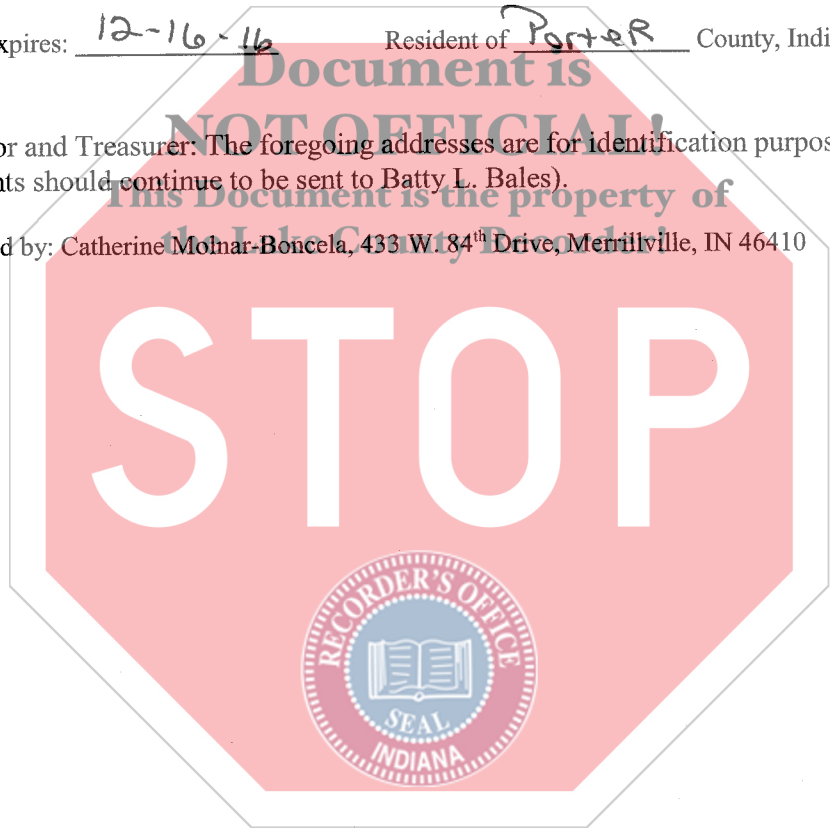 xpires: 12-16-16 Resident of Porter County, Indi
Document is
NOT OFFICIAL!
or and Treasurer: The foregoing addresses are for identification purpos
nts should continue to be sent to Batty L. Bales).
This Document is the property of
the Lake County Recorder!
d by: Catherine Molnar-Boncela, 433 W. 84th Drive, Merrillville, IN 46410
STOP
RECORDER'S OFFICE
SEAL
INDIANA